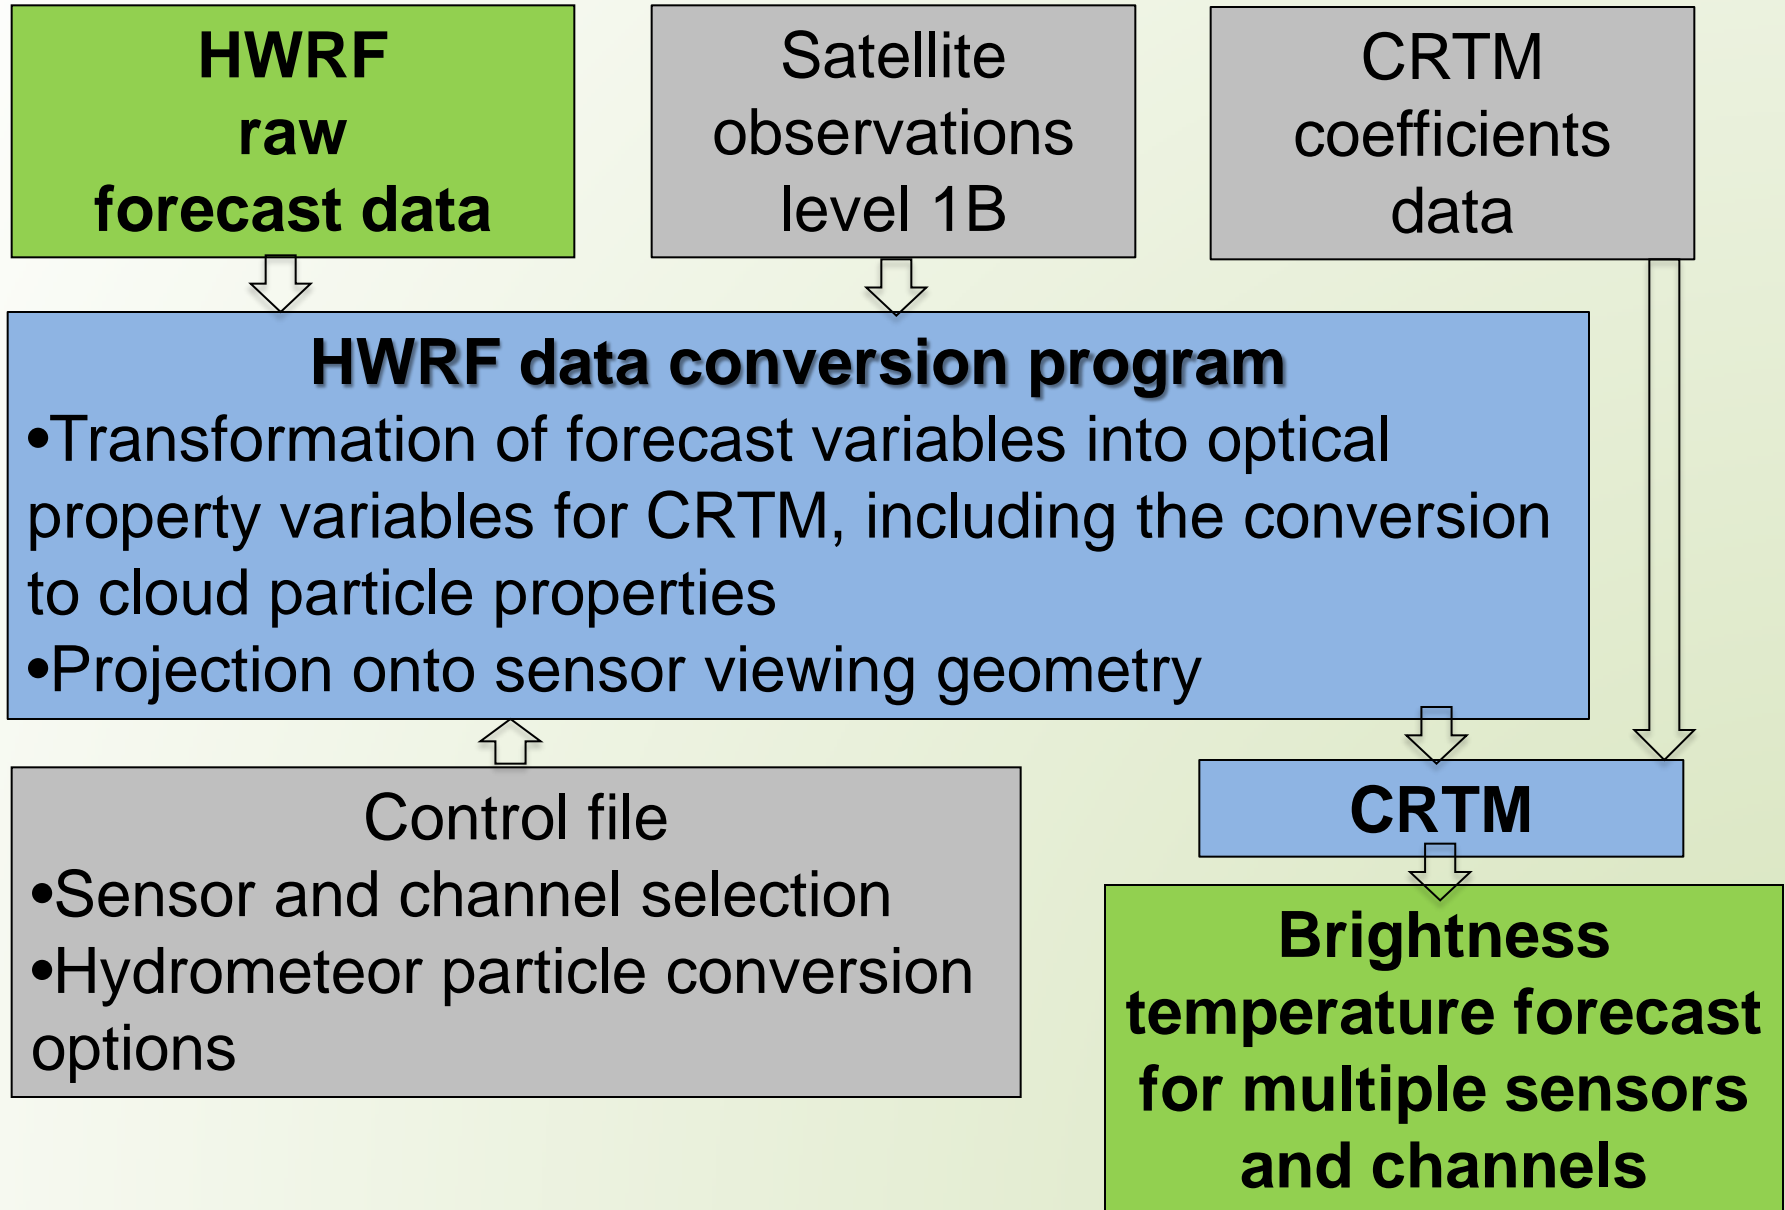 HWRF
raw
forecast data
Satellite
observations
level 1B
CRTM
coefficients
data
HWRF data conversion program
•Transformation of forecast variables into optical
property variables for CRTM, including the conversion
to cloud particle properties
•Projection onto sensor viewing geometry
Control file
•Sensor and channel selection
•Hydrometeor particle conversion
options
CRTM
Brightness
temperature forecast
for multiple sensors
and channels